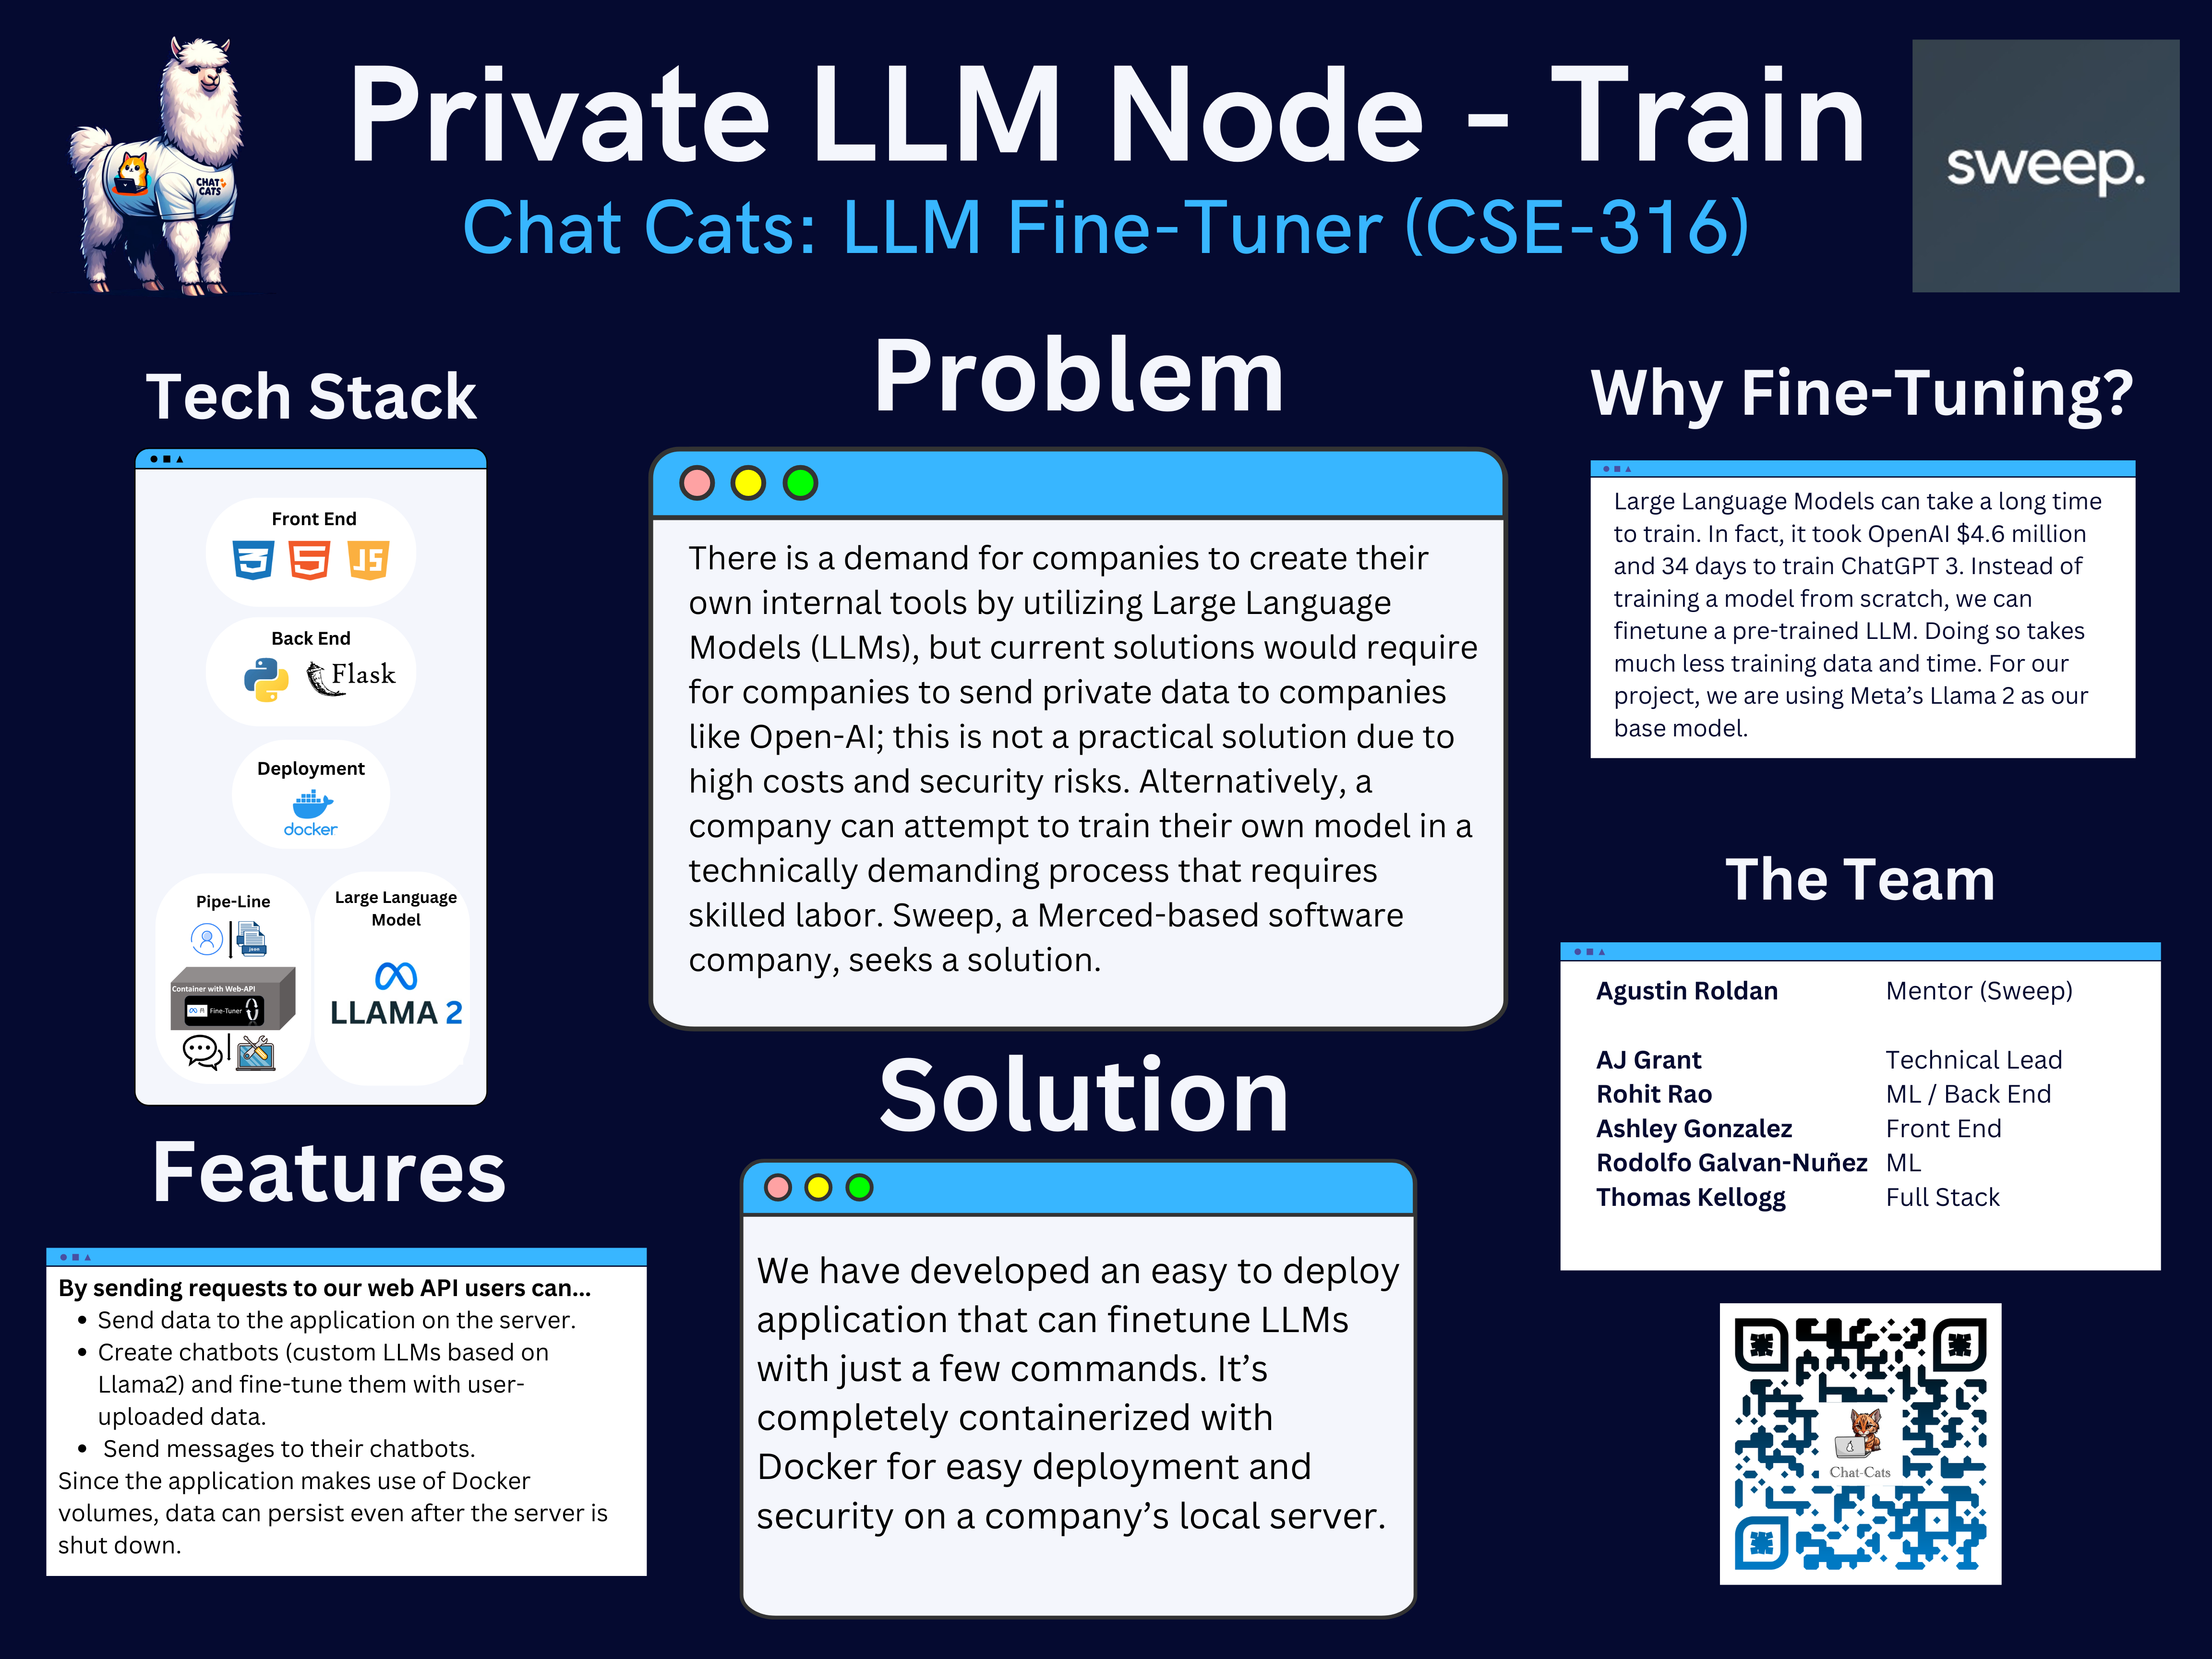 CHAT
CATS
Private LLM Node - Train
Chat Cats: LLM Fine-Tuner (CSE-316)
sweep.
Tech Stack
Front End
JS
Back End
Flask
Deployment
docker
Pipe-Line
json
Container with Web-API
Fine-Tuner
Large Language
Model
LLAMA 2
Features
By sending requests to our web API users can...
• Send data to the application on the server.
• Create chatbots (custom LLMs based on
Llama2) and fine-tune them with user-
uploaded data.
• Send messages to their chatbots.
Since the application makes use of Docker
volumes, data can persist even after the server is
shut down.
Problem
There is a demand for companies to create their
own internal tools by utilizing Large Language
Models (LLMs), but current solutions would require
for companies to send private data to companies
like Open-AI; this is not a practical solution due to
high costs and security risks. Alternatively, a
company can attempt to train their own model in a
technically demanding process that requires
skilled labor. Sweep, a Merced-based software
company, seeks a solution.
Solution
We have developed an easy to deploy
application that can finetune LLMs
with just a few commands. It's
completely containerized with
Docker for easy deployment and
security on a company's local server.
Why Fine-Tuning?
Large Language Models can take a long time
to train. In fact, it took OpenAI $4.6 million
and 34 days to train ChatGPT 3. Instead of
training a model from scratch, we can
finetune a pre-trained LLM. Doing so takes
much less training data and time. For our
project, we are using Meta's Llama 2 as our
base model.
The Team
Agustin Roldan Mentor (Sweep)
AJ Grant Technical Lead
Rohit Rao ML / Back End
Ashley Gonzalez Front End
Rodolfo Galvan-Nuñez ML
Thomas Kellogg Full Stack
Chat-Cats